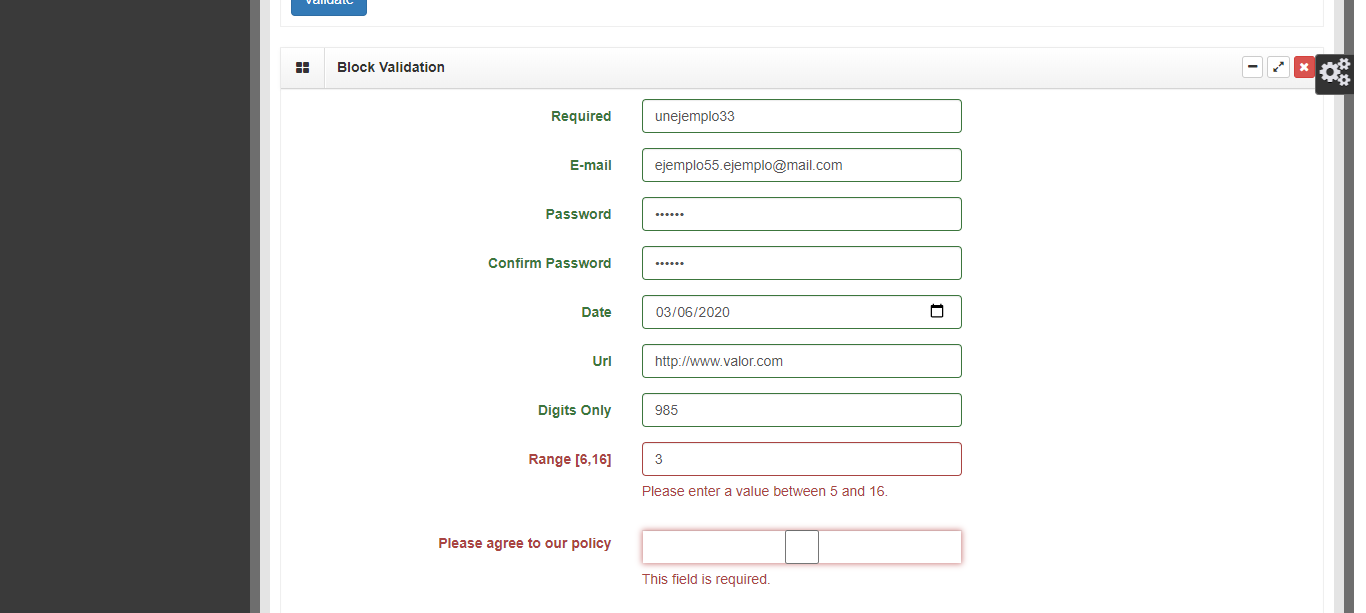 Validate
Block Validation
Required
unejemplo33
E-mail
ejemplo55.ejemplo@mail.com
Password
••••••
Confirm Password
••••••
Date
03/06/2020
Url
http://www.valor.com
Digits Only
985
Range [6,16]
3
Please enter a value between 5 and 16.
Please agree to our policy
This field is required.